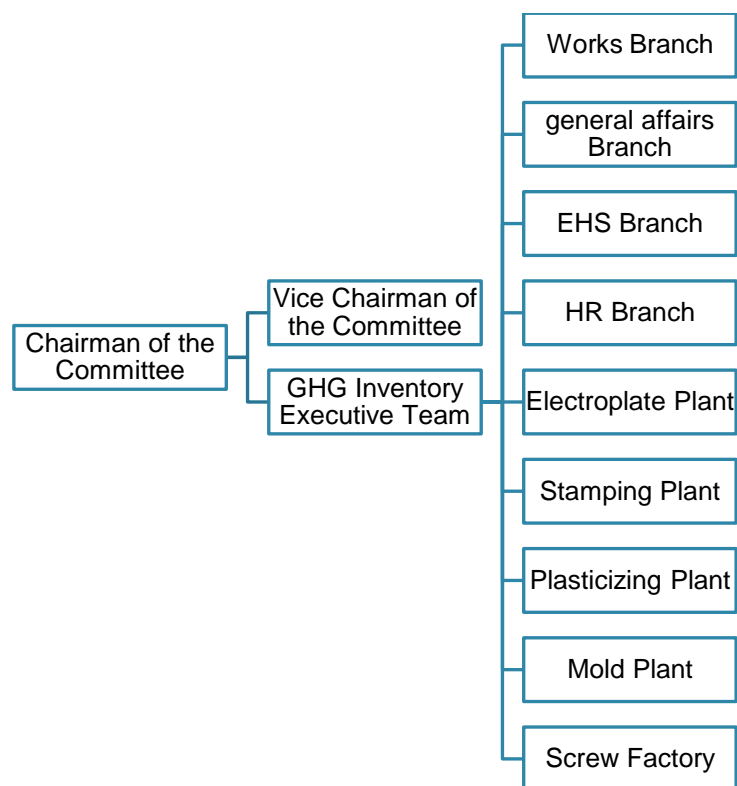 Chairman of the
Committee
Vice Chairman of
the Committee
GHG Inventory
Executive Team
Works Branch
general affairs
Branch
EHS Branch
HR Branch
Electroplate Plant
Stamping Plant
Plasticizing Plant
Mold Plant
Screw Factory